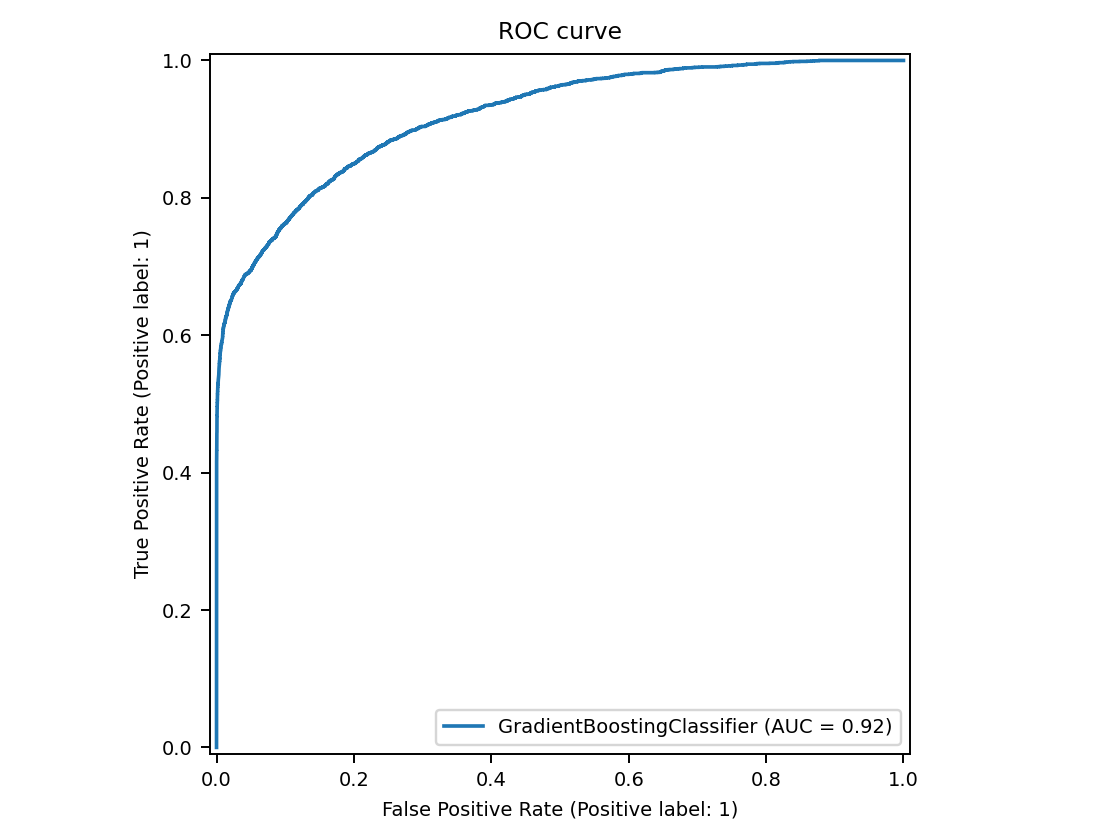 ROC curve
1.0
0.8
0.6
0.4
0.2
0.0
True Positive Rate (Positive label: 1)
GradientBoostingClassifier (AUC = 0.92)
0.0 0.2 0.4 0.6 0.8 1.0
False Positive Rate (Positive label: 1)